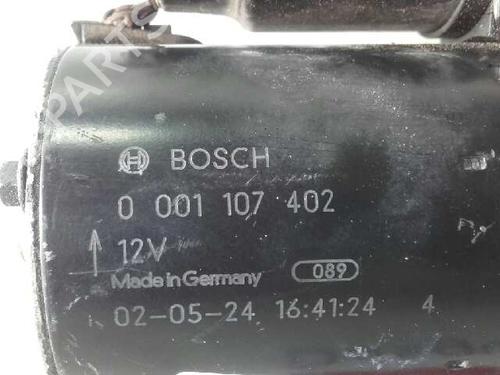 BOSCH
0 001 107 402
12V
Made in Germany 089
02-05-24 16:41:24 4